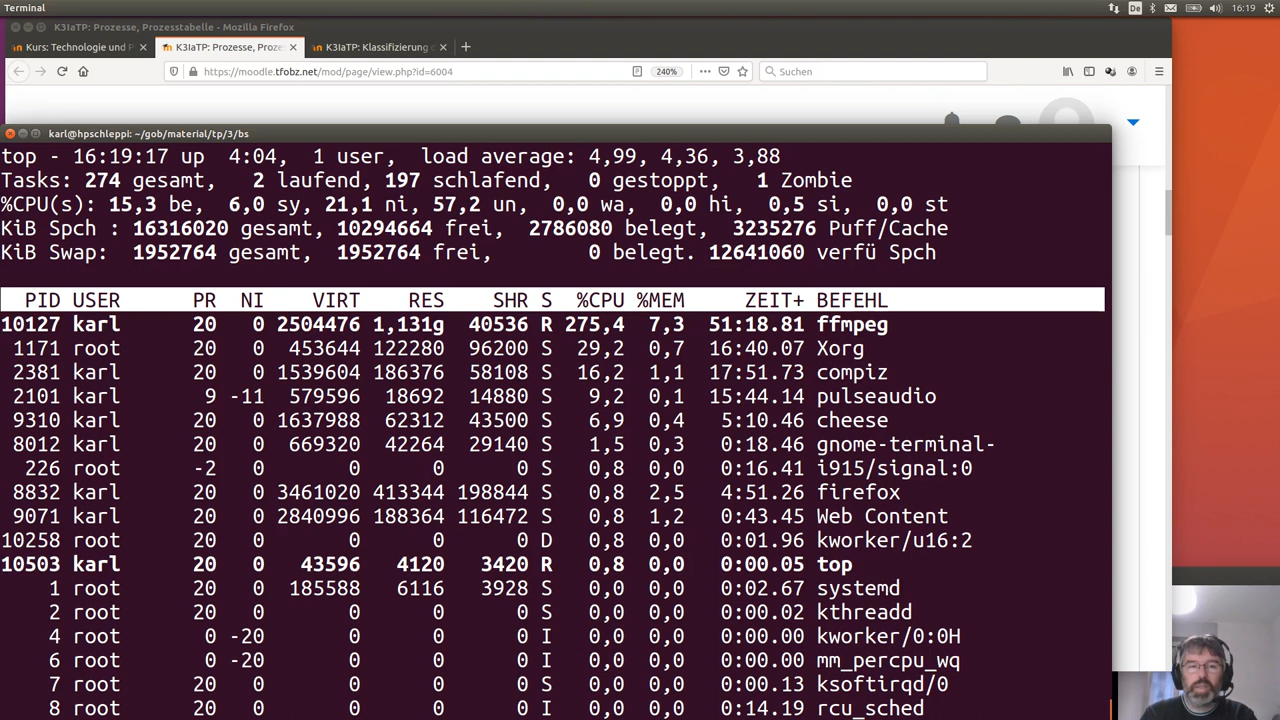 Terminal
De
16:19
K3IaTP: Prozesse, Prozesstabelle - Mozilla Firefox
Kurs: Technologie und P
K3IaTP: Prozesse, Proze
K3IaTP: Klassifizierung
https://moodle.tfobz.net/mod/page/view.php?id=6004
240%
Suchen
karl@hpschleppi: ~/gob/material/tp/3/bs
top - 16:19:17 up  4:04,  1 user,  load average: 4,99, 4,36, 3,88
Tasks: 274 gesamt,   2 laufend, 197 schlafend,   0 gestoppt,   1 Zombie
%CPU(s): 15,3 be,  6,0 sy, 21,1 ni, 57,2 un,  0,0 wa,  0,0 hi,  0,5 si,  0,0 st
KiB Spch : 16316020 gesamt, 10294664 frei,  2786080 belegt,  3235276 Puff/Cache
KiB Swap:  1952764 gesamt,  1952764 frei,        0 belegt. 12641060 verfü Spch
PID USER      PR  NI    VIRT    RES    SHR S  %CPU %MEM     ZEIT+ BEFEHL
10127 karl      20   0 2504476 1,131g  40536 R 275,4  7,3  51:18.81 ffmpeg
1171 root      20   0  453644 122280  96200 S  29,2  0,7  16:40.07 Xorg
2381 karl      20   0 1539604 186376  58108 S  16,2  1,1  17:51.73 compiz
2101 karl       9 -11  579596  18692  14880 S   9,2  0,1  15:44.14 pulseaudio
9310 karl      20   0 1637988  62312  43500 S   6,9  0,4   5:10.46 cheese
8012 karl      20   0  669320  42264  29140 S   1,5  0,3   0:18.46 gnome-terminal-
226 root      -2   0       0      0      0 S   0,8  0,0   0:16.41 i915/signal:0
8832 karl      20   0 3461020 413344 198844 S   0,8  2,5   4:51.26 firefox
9071 karl      20   0 2840996 188364 116472 S   0,8  1,2   0:43.45 Web Content
10258 root      20   0       0      0      0 D   0,8  0,0   0:01.96 kworker/u16:2
10503 karl      20   0   43596   4120   3420 R   0,8  0,0   0:00.05 top
1 root      20   0  185588   6116   3928 S   0,0  0,0   0:02.67 systemd
2 root      20   0       0      0      0 S   0,0  0,0   0:00.02 kthreadd
4 root       0 -20       0      0      0 I   0,0  0,0   0:00.00 kworker/0:0H
6 root       0 -20       0      0      0 I   0,0  0,0   0:00.00 mm_percpu_wq
7 root      20   0       0      0      0 S   0,0  0,0   0:00.13 ksoftirqd/0
8 root      20   0       0      0      0 I   0,0  0,0   0:14.19 rcu_sched